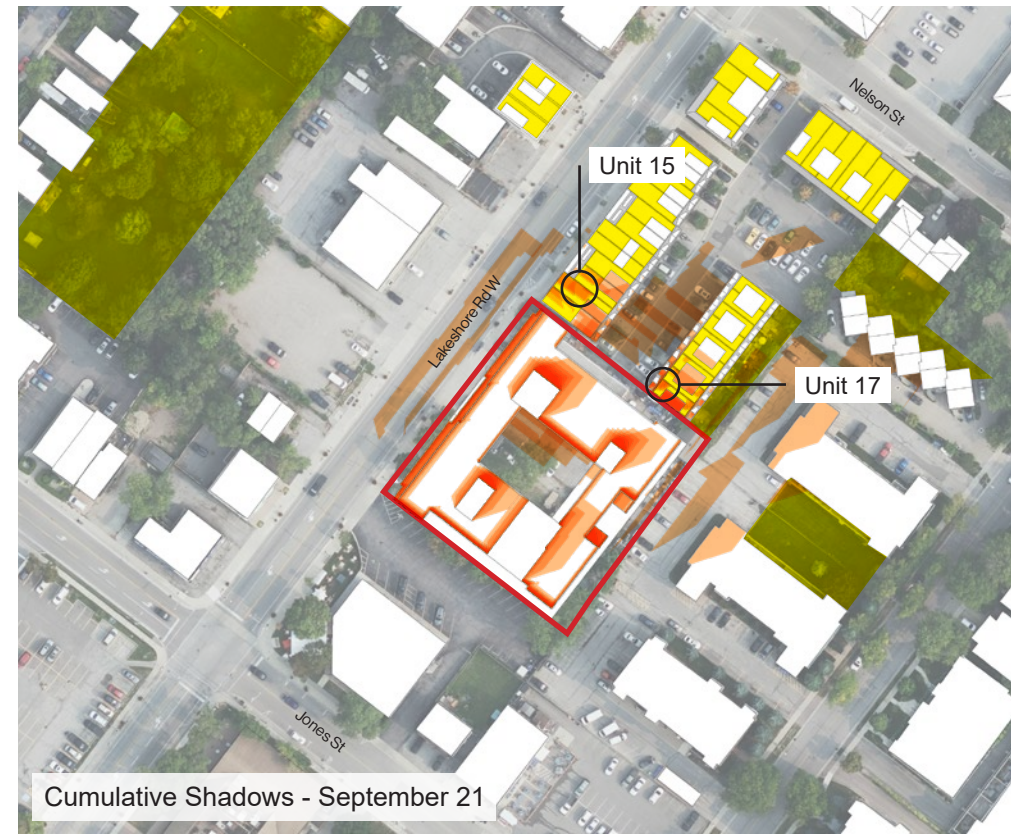 Nelson St
Unit 15
Lakeshore Rd W
Unit 17
Jones St
Cumulative Shadows - September 21